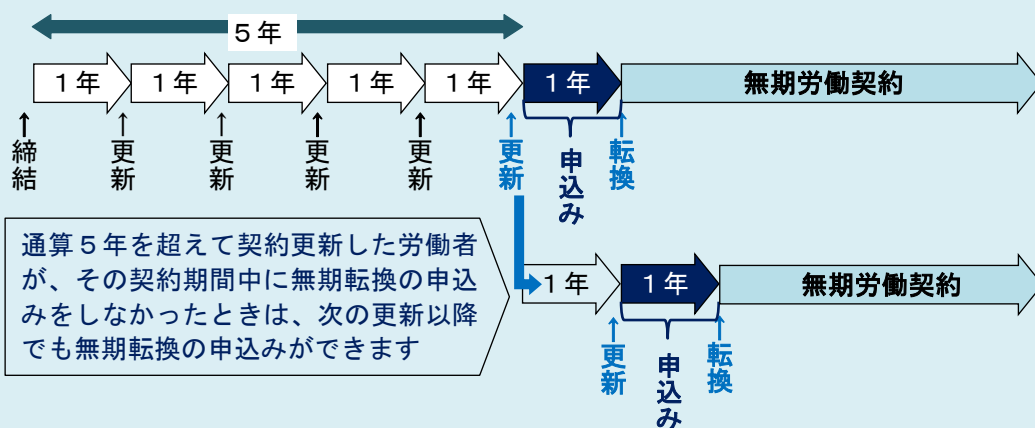 5年
1年
1年
1年
1年
1年
1年
無期労働契約
締結
更新
更新
更新
更新
更新
申込み
転換
通算5年を超えて契約更新した労働者
が、その契約期間中に無期転換の申込
みをしなかったときは、次の更新以降
でも無期転換の申込みができます
1年
1年
無期労働契約
更新
申込み
転換